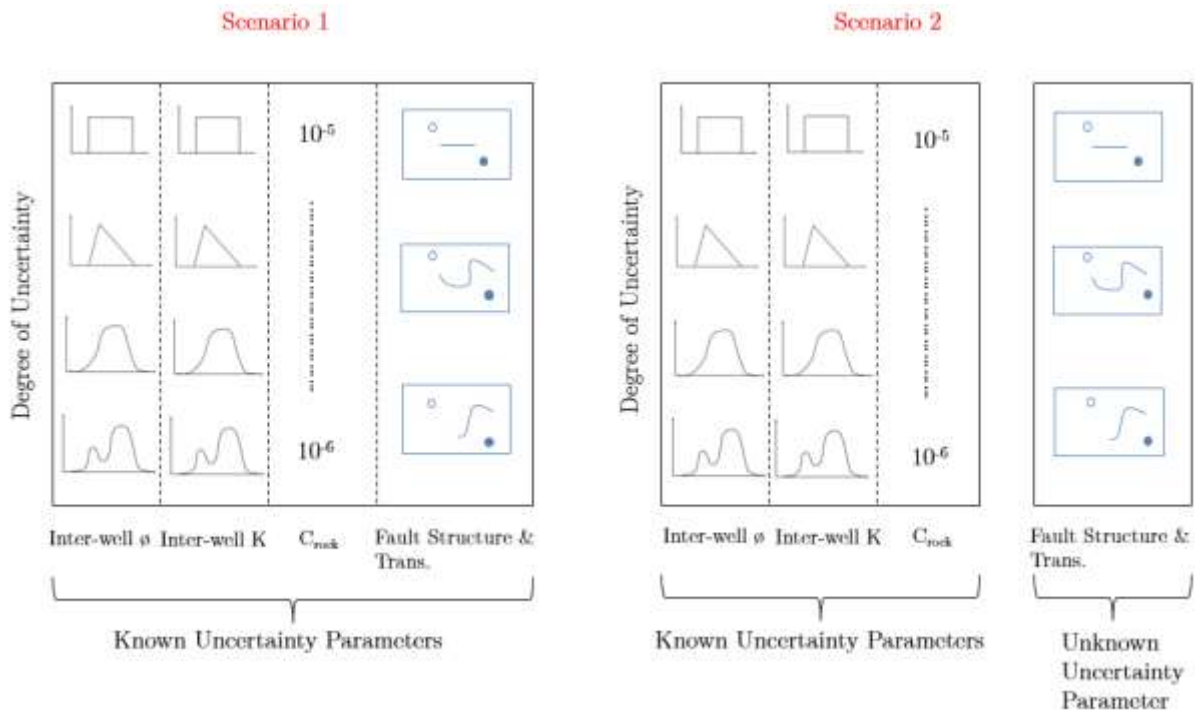 Scenario 1
Degree of Uncertainty
10⁻⁵
10⁻⁶
Inter-well ø
Inter-well K
C_rock
Fault Structure &
Trans.
Known Uncertainty Parameters
Scenario 2
Degree of Uncertainty
10⁻⁵
10⁻⁶
Inter-well ø
Inter-well K
C_rock
Known Uncertainty Parameters
Fault Structure &
Trans.
Unknown
Uncertainty
Parameter